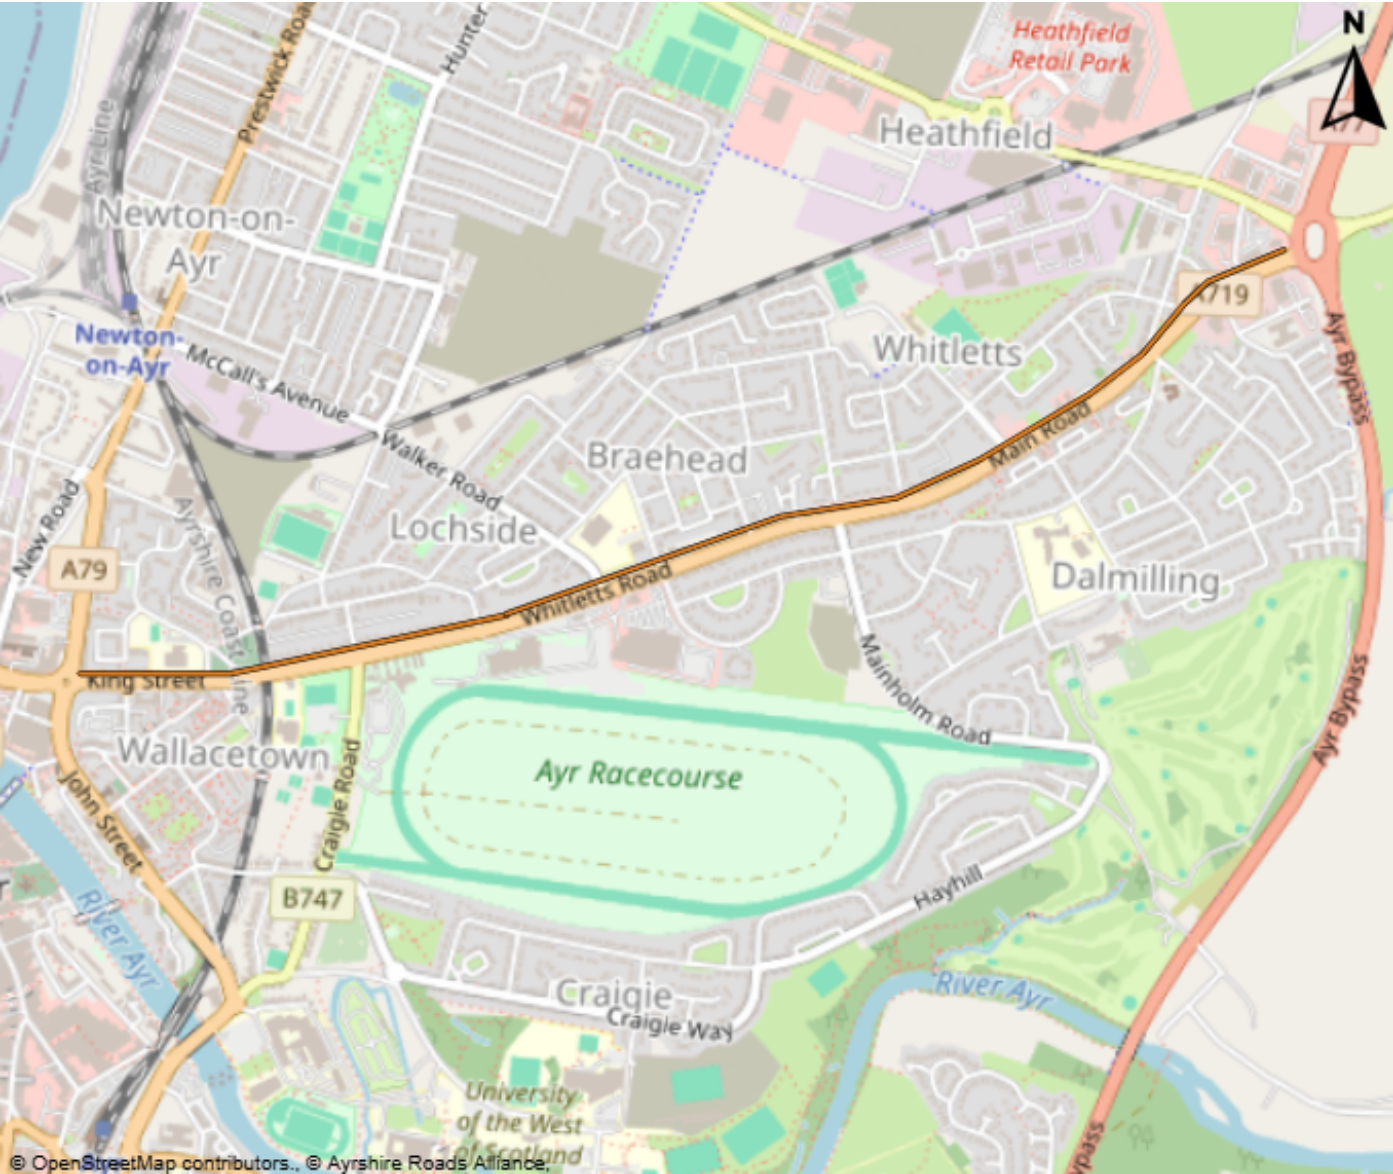 N
Heathfield
Retail Park
Hunter
Prestwick Roa
A77
Heathfield
Ayr Line
Newton-on-
Ayr
A719
Newton-
on-Ayr
McCall's Avenue
Whitletts
Ayr Bypass
Main Road
Walker Road
Braehead
New Road
Lochside
Ayrshire Coast Line
A79
Whitletts Road
Dalmilling
King Street
Mainholm Road
Ayr Bypass
Wallacetown
Ayr Racecourse
John Street
Craigie Road
B747
Hayhill
River Ayr
r
Craigie
River Ayr
Craigie Way
University
of the West
of Scotland
ypass
© OpenStreetMap contributors., © Ayrshire Roads Alliance,